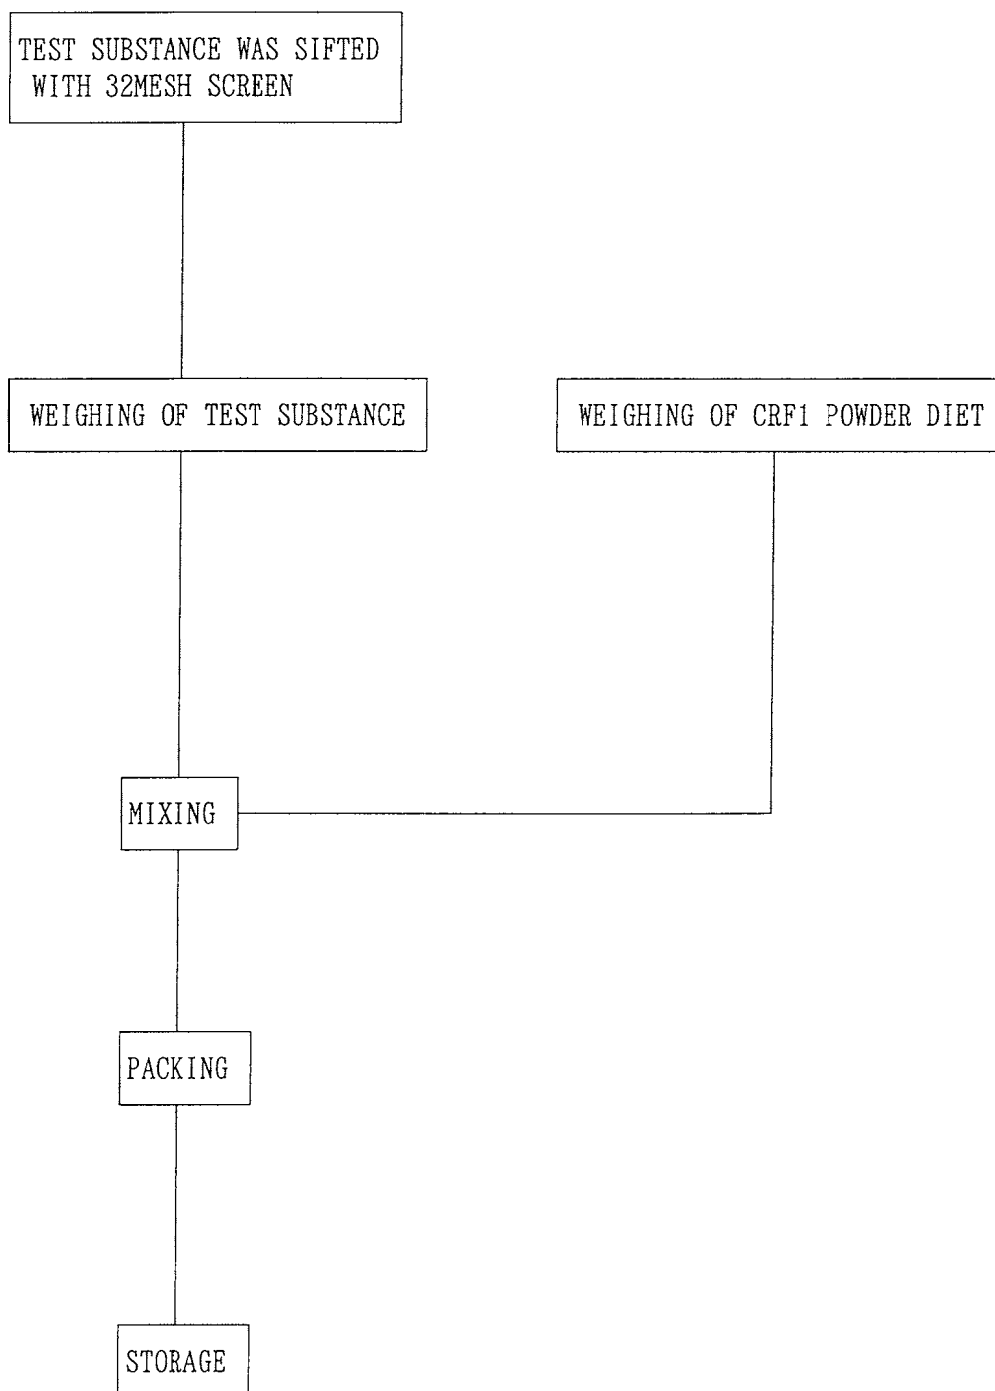 TEST SUBSTANCE WAS SIFTED
WITH 32MESH SCREEN
WEIGHING OF TEST SUBSTANCE
WEIGHING OF CRF1 POWDER DIET
MIXING
PACKING
STORAGE